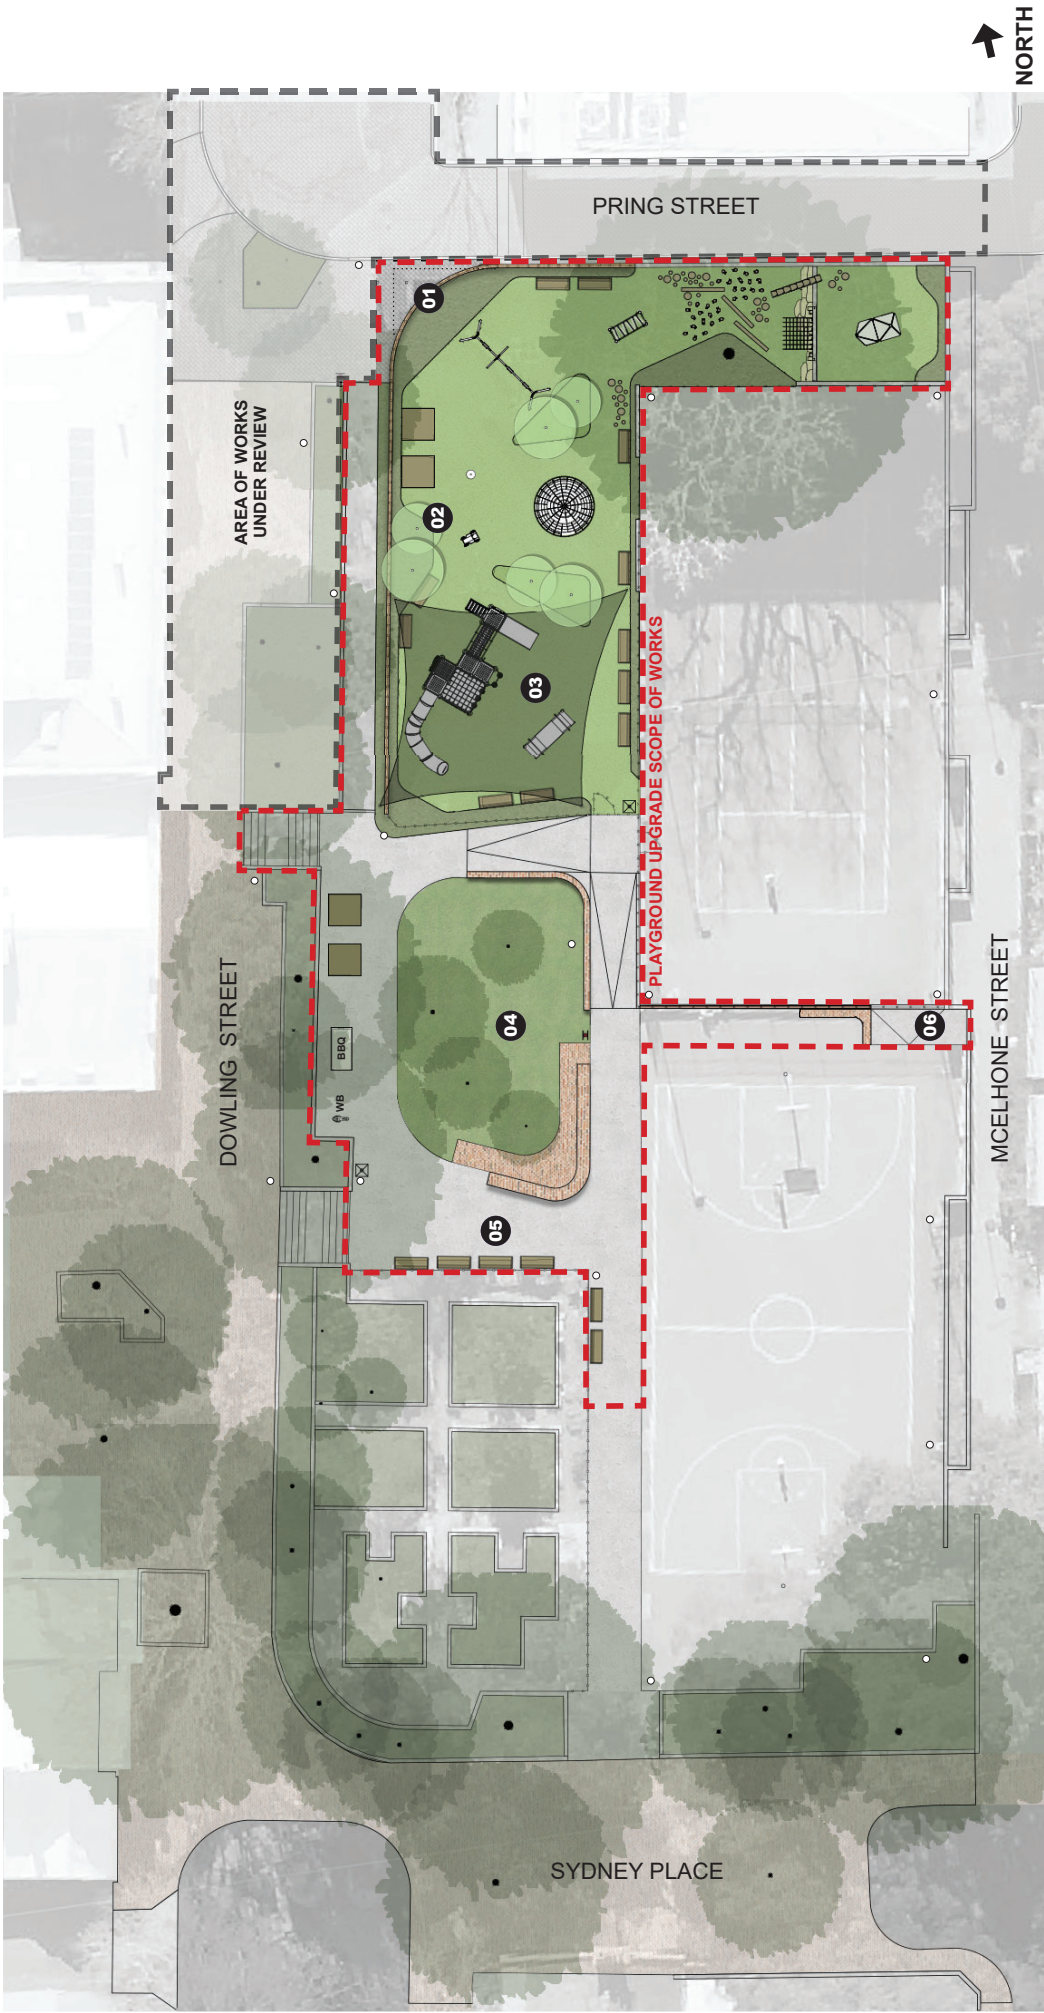 NORTH
PRING STREET
01
AREA OF WORKS
UNDER REVIEW
02
03
PLAYGROUND UPGRADE SCOPE OF WORKS
DOWLING STREET
BBQ
WB
04
05
06
MCELHONE STREET
SYDNEY PLACE